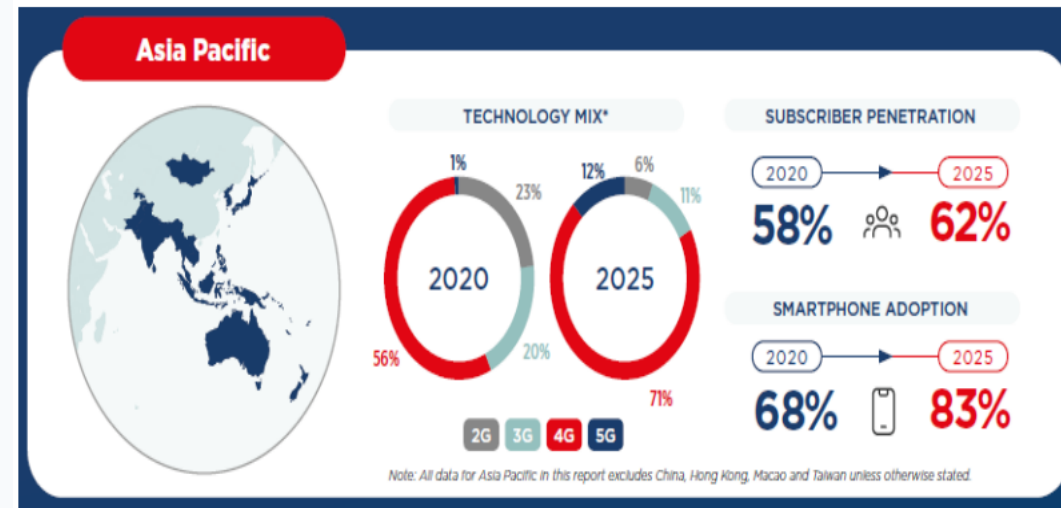 Asia Pacific
TECHNOLOGY MIX*
1%
23%
20%
56%
2020
12%
6%
11%
71%
2025
2G 3G 4G 5G
SUBSCRIBER PENETRATION
2020 2025
58% 62%
SMARTPHONE ADOPTION
2020 2025
68% 83%
Note: All data for Asia Pacific in this report excludes China, Hong Kong, Macao and Taiwan unless otherwise stated.